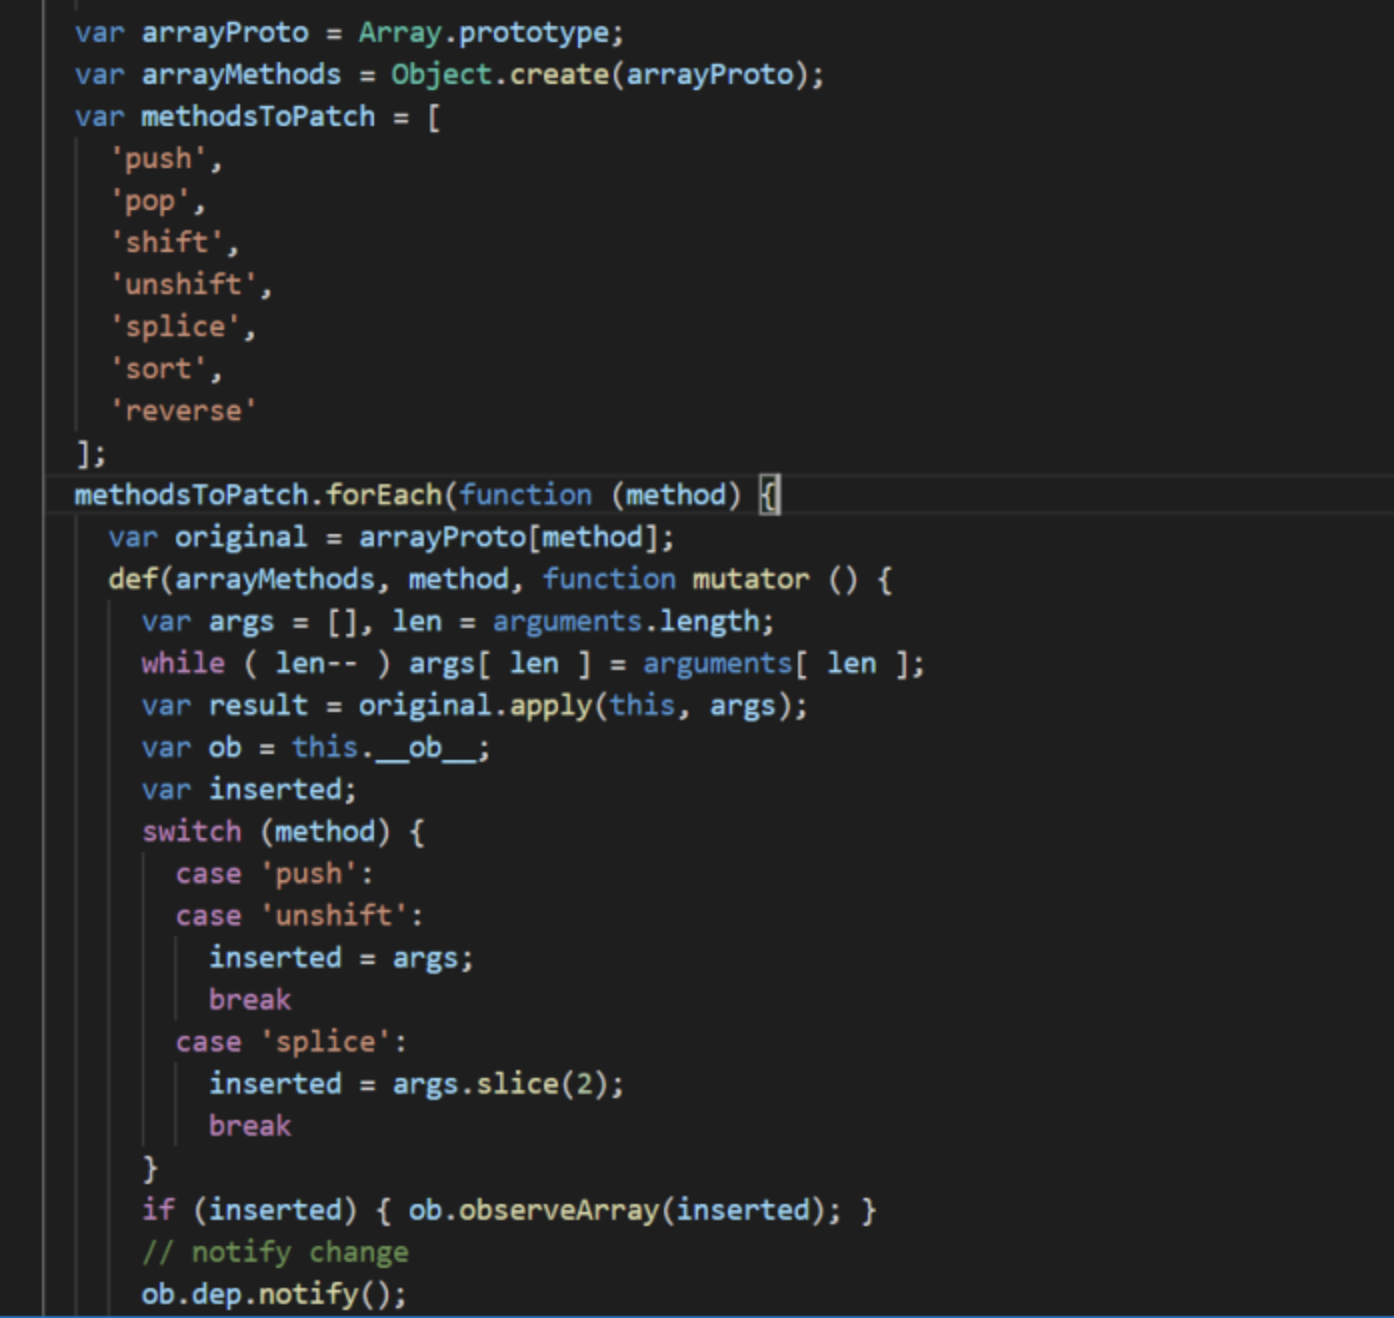 var arrayProto = Array.prototype;
var arrayMethods = Object.create(arrayProto);
var methodsToPatch = [
  'push',
  'pop',
  'shift',
  'unshift',
  'splice',
  'sort',
  'reverse'
];
methodsToPatch.forEach(function (method) {
  var original = arrayProto[method];
  def(arrayMethods, method, function mutator () {
    var args = [], len = arguments.length;
    while ( len-- ) args[ len ] = arguments[ len ];
    var result = original.apply(this, args);
    var ob = this.__ob__;
    var inserted;
    switch (method) {
      case 'push':
      case 'unshift':
        inserted = args;
        break
      case 'splice':
        inserted = args.slice(2);
        break
    }
    if (inserted) { ob.observeArray(inserted); }
    // notify change
    ob.dep.notify();